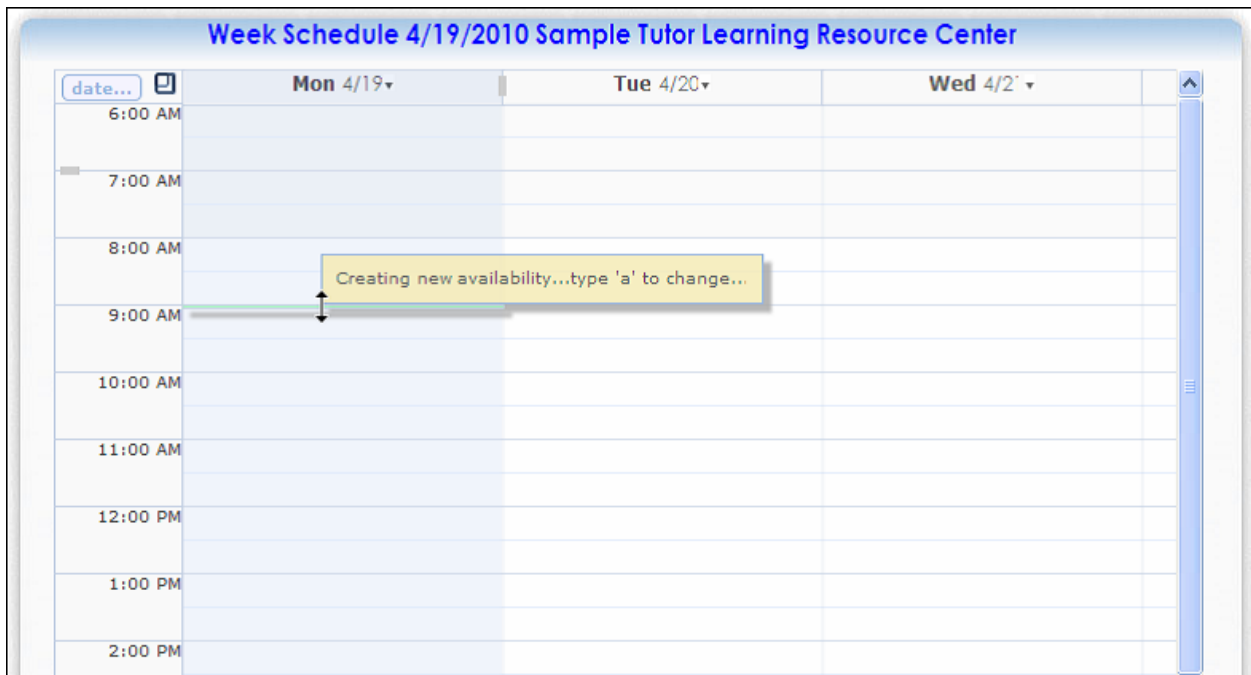 Week Schedule 4/19/2010 Sample Tutor Learning Resource Center
date... Mon 4/19 Tue 4/20 Wed
6:00 AM
7:00 AM
8:00 AM
Creating new availability...type 'a' to change...
9:00 AM
10:00 AM
11:00 AM
12:00 PM
1:00 PM
2:00 PM